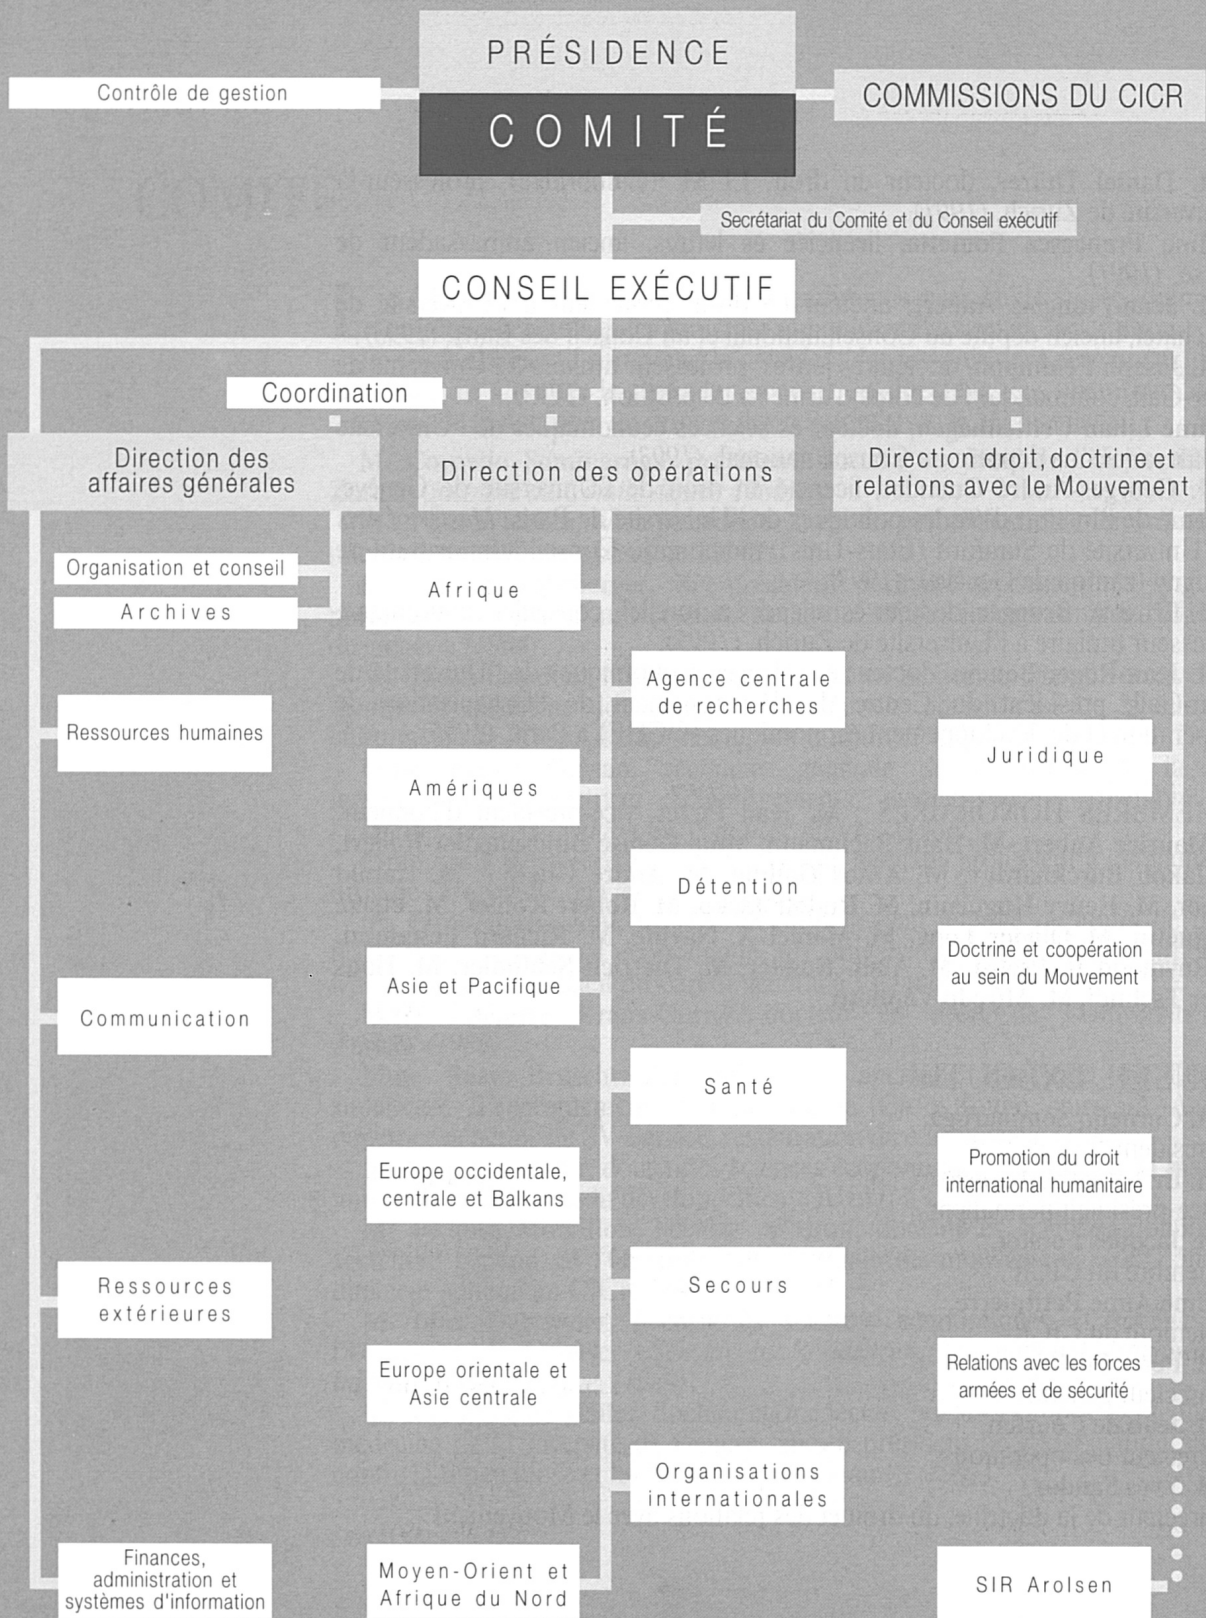 PRÉSIDENCE
Contrôle de gestion
COMMISSIONS DU CICR
COMITÉ
Secrétariat du Comité et du Conseil exécutif
CONSEIL EXÉCUTIF
Coordination
Direction des
affaires générales
Direction des opérations
Direction droit, doctrine et
relations avec le Mouvement
Organisation et conseil
Archives
Ressources humaines
Communication
Ressources
extérieures
Finances,
administration et
systèmes d'information
Afrique
Agence centrale
de recherches
Amériques
Détention
Asie et Pacifique
Santé
Europe occidentale,
centrale et Balkans
Secours
Europe orientale et
Asie centrale
Organisations
internationales
Moyen-Orient et
Afrique du Nord
Juridique
Doctrine et coopération
au sein du Mouvement
Promotion du droit
international humanitaire
Relations avec les forces
armées et de sécurité
SIR Arolsen